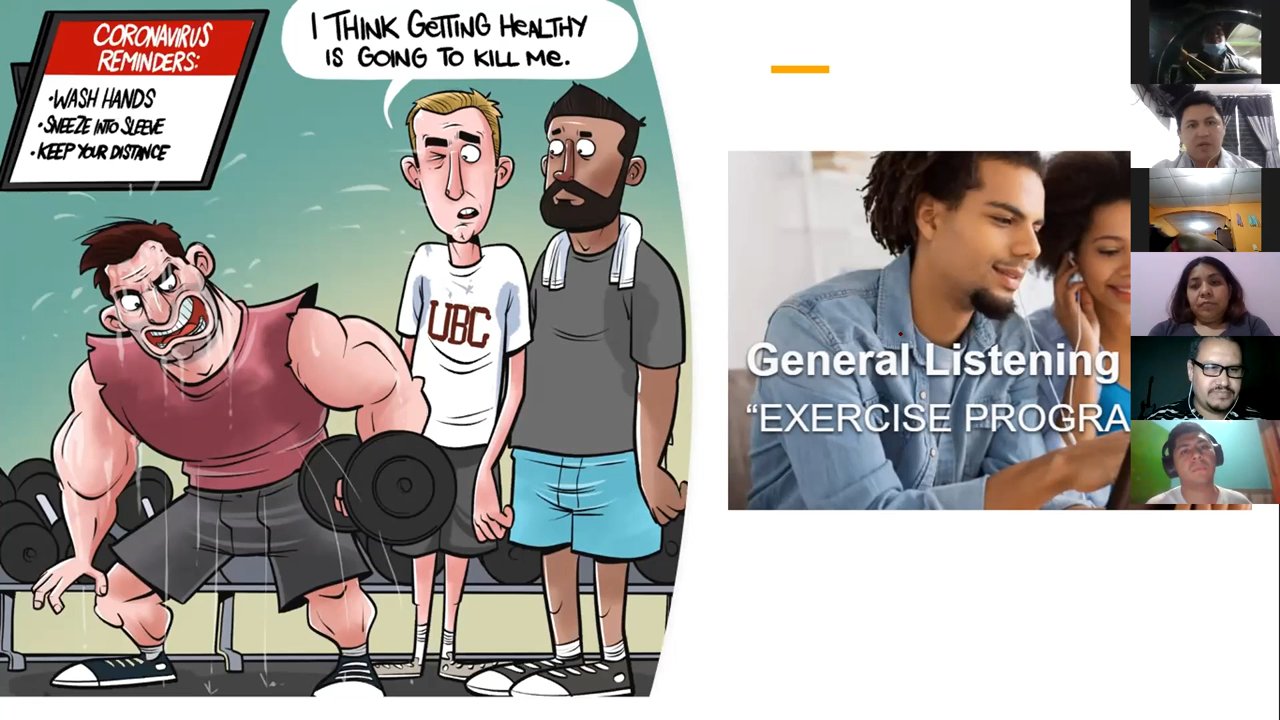 CORONAVIRUS
REMINDERS:
•WASH HANDS
•SNEEZE INTO SLEEVE
•KEEP YOUR DISTANCE
I THINK GETTING HEALTHY
IS GOING TO KILL ME.
UBC
General Listening
“EXERCISE PROGRA